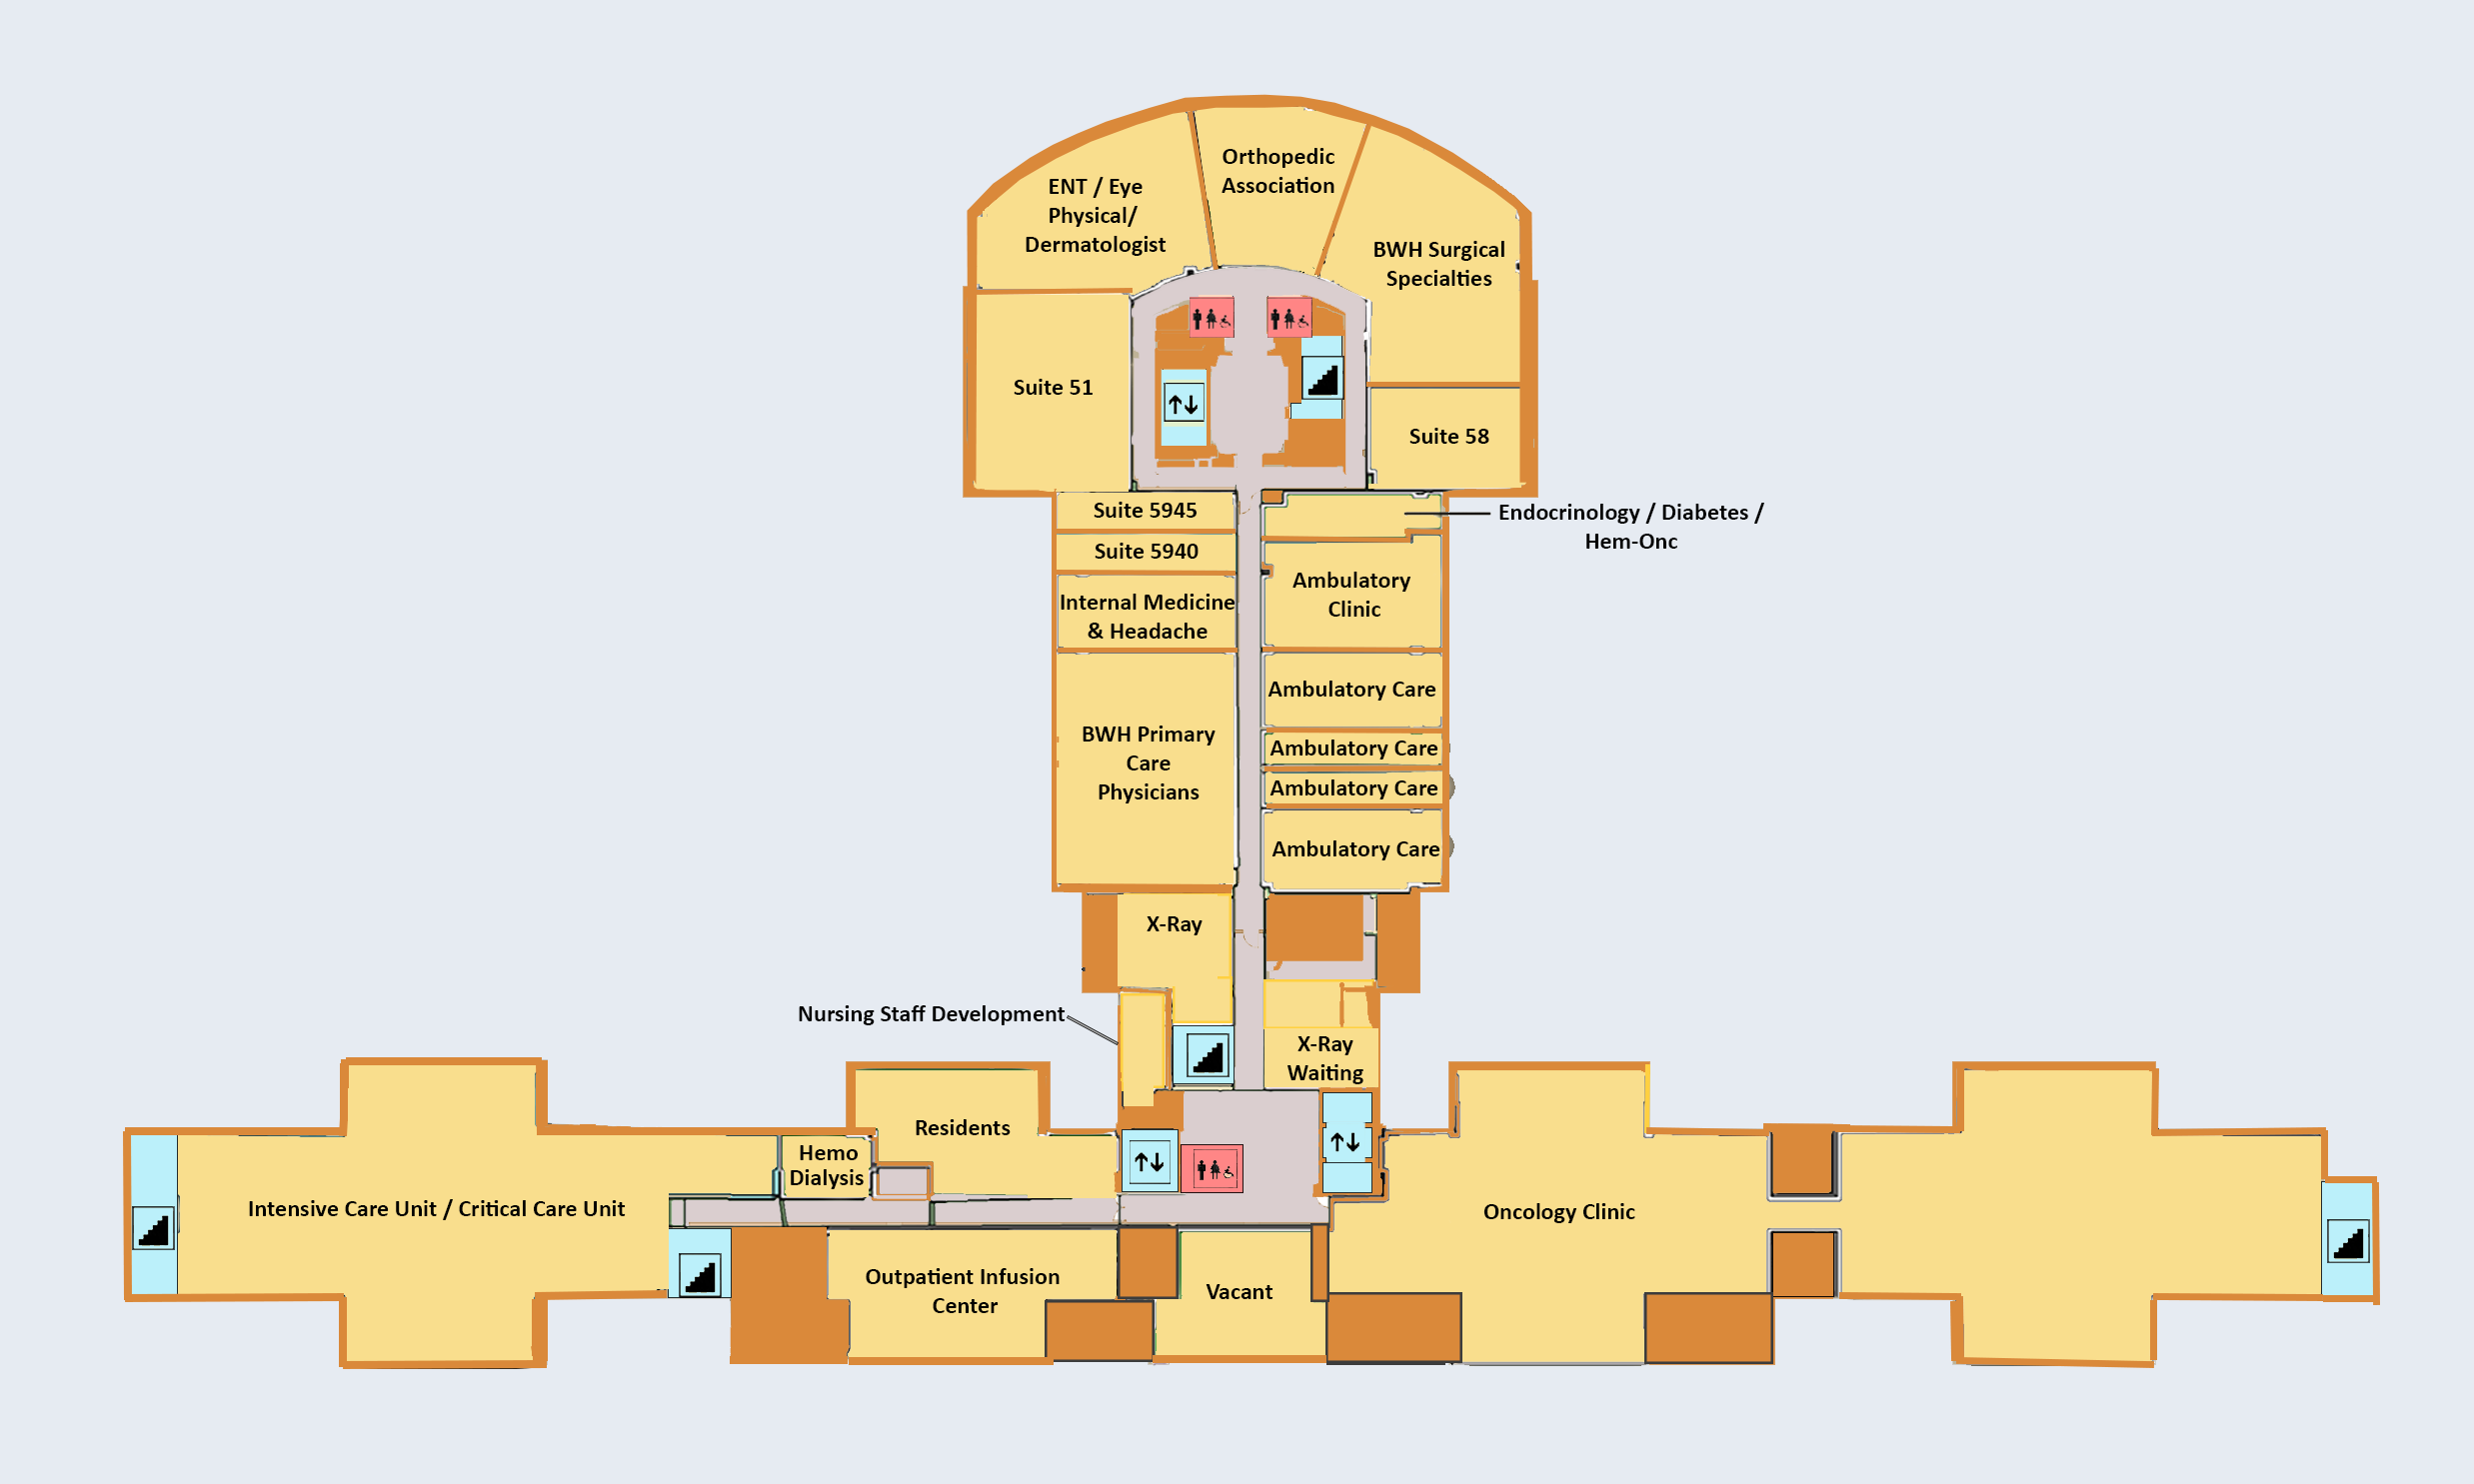 Orthopedic
Association
ENT / Eye
Physical/
Dermatologist
BWH Surgical
Specialties
Suite 51
Suite 58
Suite 5945
Endocrinology / Diabetes /
Hem-Onc
Suite 5940
Ambulatory
Clinic
Internal Medicine
& Headache
Ambulatory Care
BWH Primary
Care
Physicians
Ambulatory Care
Ambulatory Care
Ambulatory Care
X-Ray
Nursing Staff Development
X-Ray
Waiting
Residents
Hemo
Dialysis
Intensive Care Unit / Critical Care Unit
Oncology Clinic
Outpatient Infusion
Center
Vacant